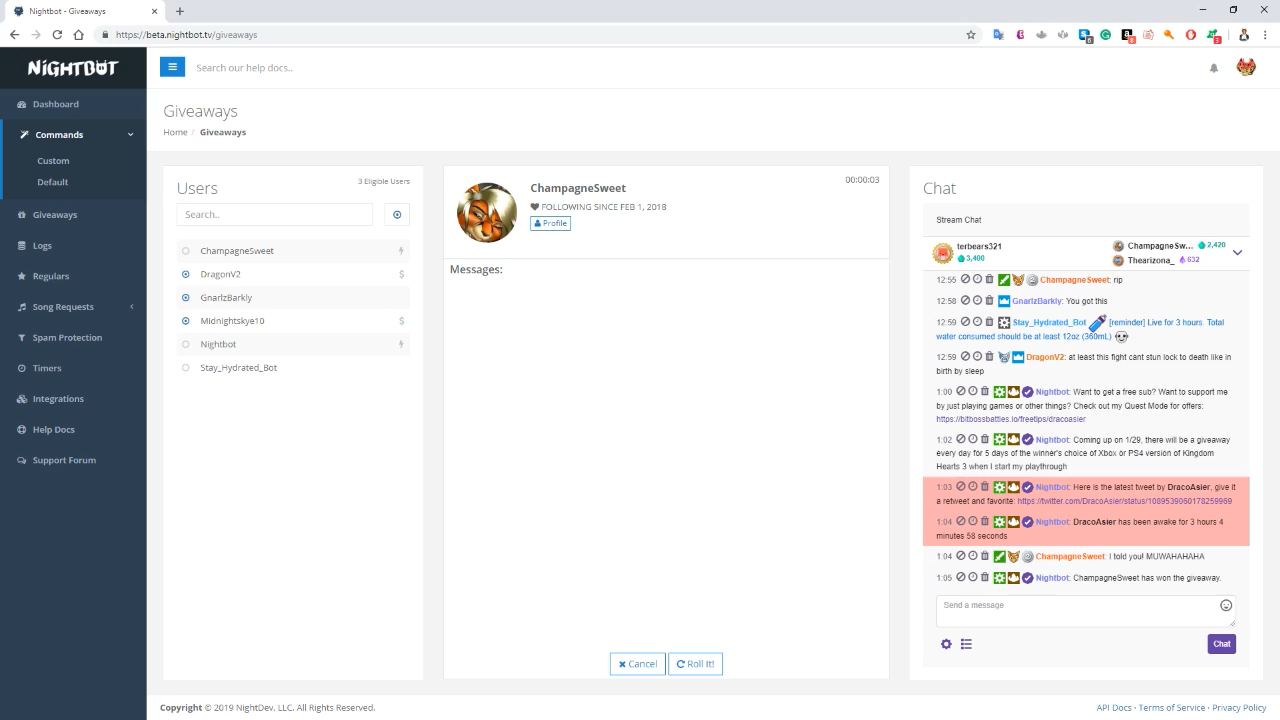 Nightbot - Giveaways
https://beta.nightbot.tv/giveaways
NIGHTBOT
Search our help docs..
Dashboard
Commands
Custom
Default
Giveaways
Logs
Regulars
Song Requests
Spam Protection
Timers
Integrations
Help Docs
Support Forum
Giveaways
Home / Giveaways
Users
3 Eligible Users
Search..
ChampagneSweet
DragonV2 $
GnarlzBarkly
Midnightskye10 $
Nightbot
Stay_Hydrated_Bot
ChampagneSweet
00:00:03
FOLLOWING SINCE FEB 1, 2018
Profile
Messages:
Cancel
Roll It!
Chat
Stream Chat
terbears321
3,400
ChampagneSw... 2,420
Thearizona_ 632
12:55 ChampagneSweet: rip
12:58 GnarlzBarkly: You got this
12:59 Stay_Hydrated_Bot [reminder] Live for 3 hours. Total
water consumed should be at least 12oz (360mL)
12:59 DragonV2: at least this fight cant stun lock to death like in
birth by sleep
1:00 Nightbot: Want to get a free sub? Want to support me
by just playing games or other things? Check out my Quest Mode for offers:
https://bitbossbattles.io/freetips/dracoasier
1:02 Nightbot: Coming up on 1/29, there will be a giveaway
every day for 5 days of the winner's choice of Xbox or PS4 version of Kingdom
Hearts 3 when I start my playthrough
1:03 Nightbot: Here is the latest tweet by DracoAsier, give it
a retweet and favorite: https://twitter.com/DracoAsier/status/1089539060178259969
1:04 Nightbot: DracoAsier has been awake for 3 hours 4
minutes 58 seconds
1:04 ChampagneSweet: I told you! MUWAHAHAHA
1:05 Nightbot: ChampagneSweet has won the giveaway.
Send a message
Chat
Copyright © 2019 NightDev, LLC. All Rights Reserved.
API Docs · Terms of Service · Privacy Policy